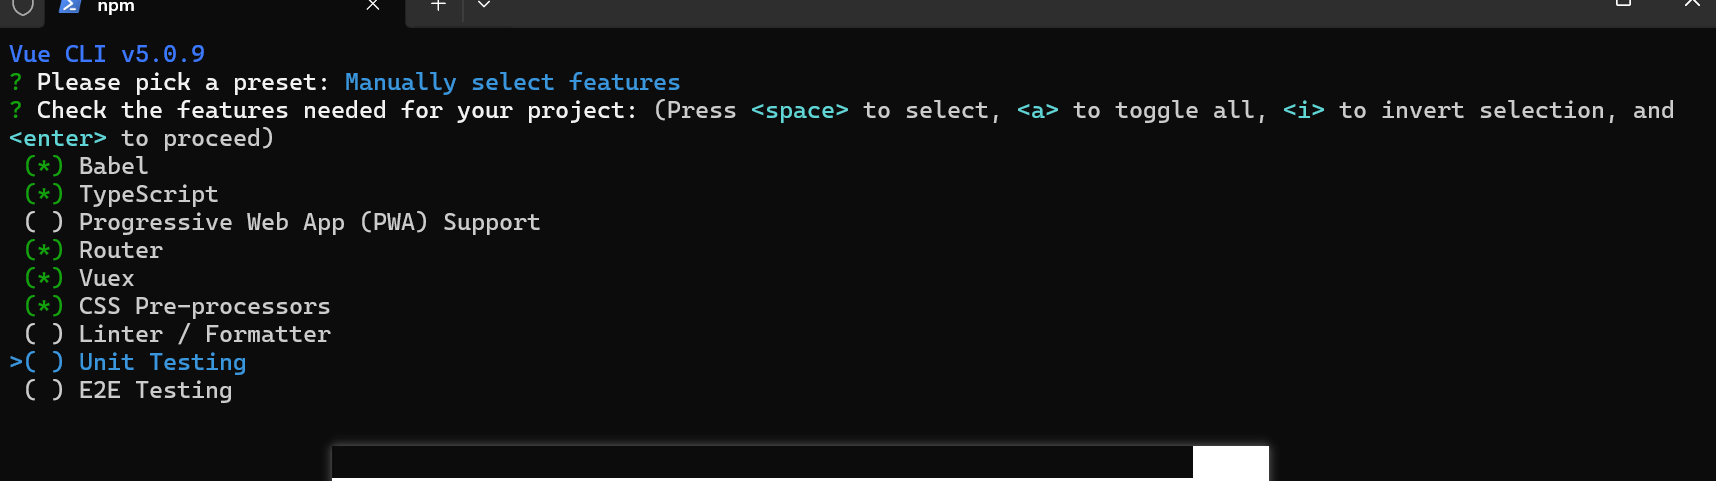 npm
Vue CLI v5.0.9
? Please pick a preset: Manually select features
? Check the features needed for your project: (Press <space> to select, <a> to toggle all, <i> to invert selection, and
<enter> to proceed)
(*) Babel
(*) TypeScript
( ) Progressive Web App (PWA) Support
(*) Router
(*) Vuex
(*) CSS Pre-processors
( ) Linter / Formatter
>( ) Unit Testing
( ) E2E Testing